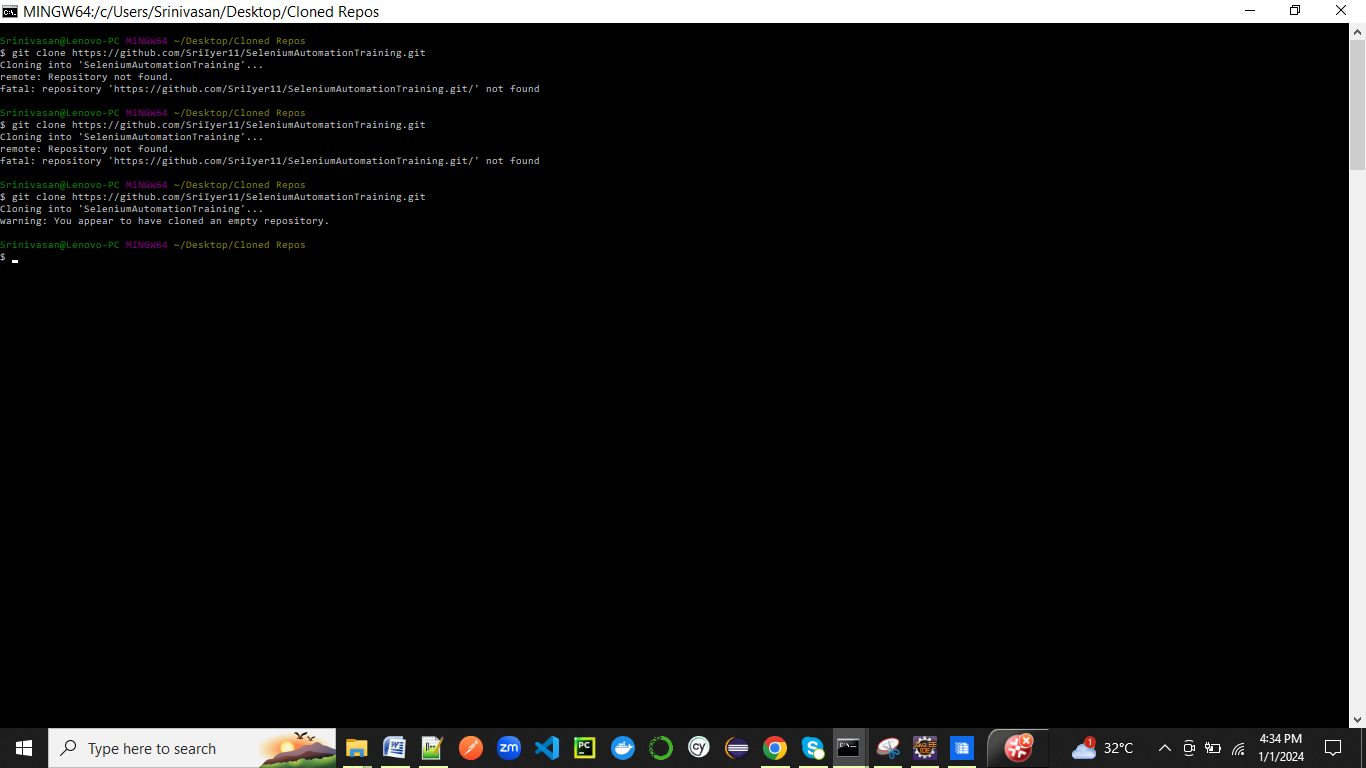 MINGW64:/c/Users/Srinivasan/Desktop/Cloned Repos
Srinivasan@Lenovo-PC MINGW64 ~/Desktop/Cloned Repos
$ git clone https://github.com/SriIyer11/SeleniumAutomationTraining.git
Cloning into 'SeleniumAutomationTraining'...
remote: Repository not found.
fatal: repository 'https://github.com/SriIyer11/SeleniumAutomationTraining.git/' not found
Srinivasan@Lenovo-PC MINGW64 ~/Desktop/Cloned Repos
$ git clone https://github.com/SriIyer11/SeleniumAutomationTraining.git
Cloning into 'SeleniumAutomationTraining'...
remote: Repository not found.
fatal: repository 'https://github.com/SriIyer11/SeleniumAutomationTraining.git/' not found
Srinivasan@Lenovo-PC MINGW64 ~/Desktop/Cloned Repos
$ git clone https://github.com/SriIyer11/SeleniumAutomationTraining.git
Cloning into 'SeleniumAutomationTraining'...
warning: You appear to have cloned an empty repository.
Srinivasan@Lenovo-PC MINGW64 ~/Desktop/Cloned Repos
$
Type here to search
zm
PC
cy
1
32°C
4:34 PM
1/1/2024